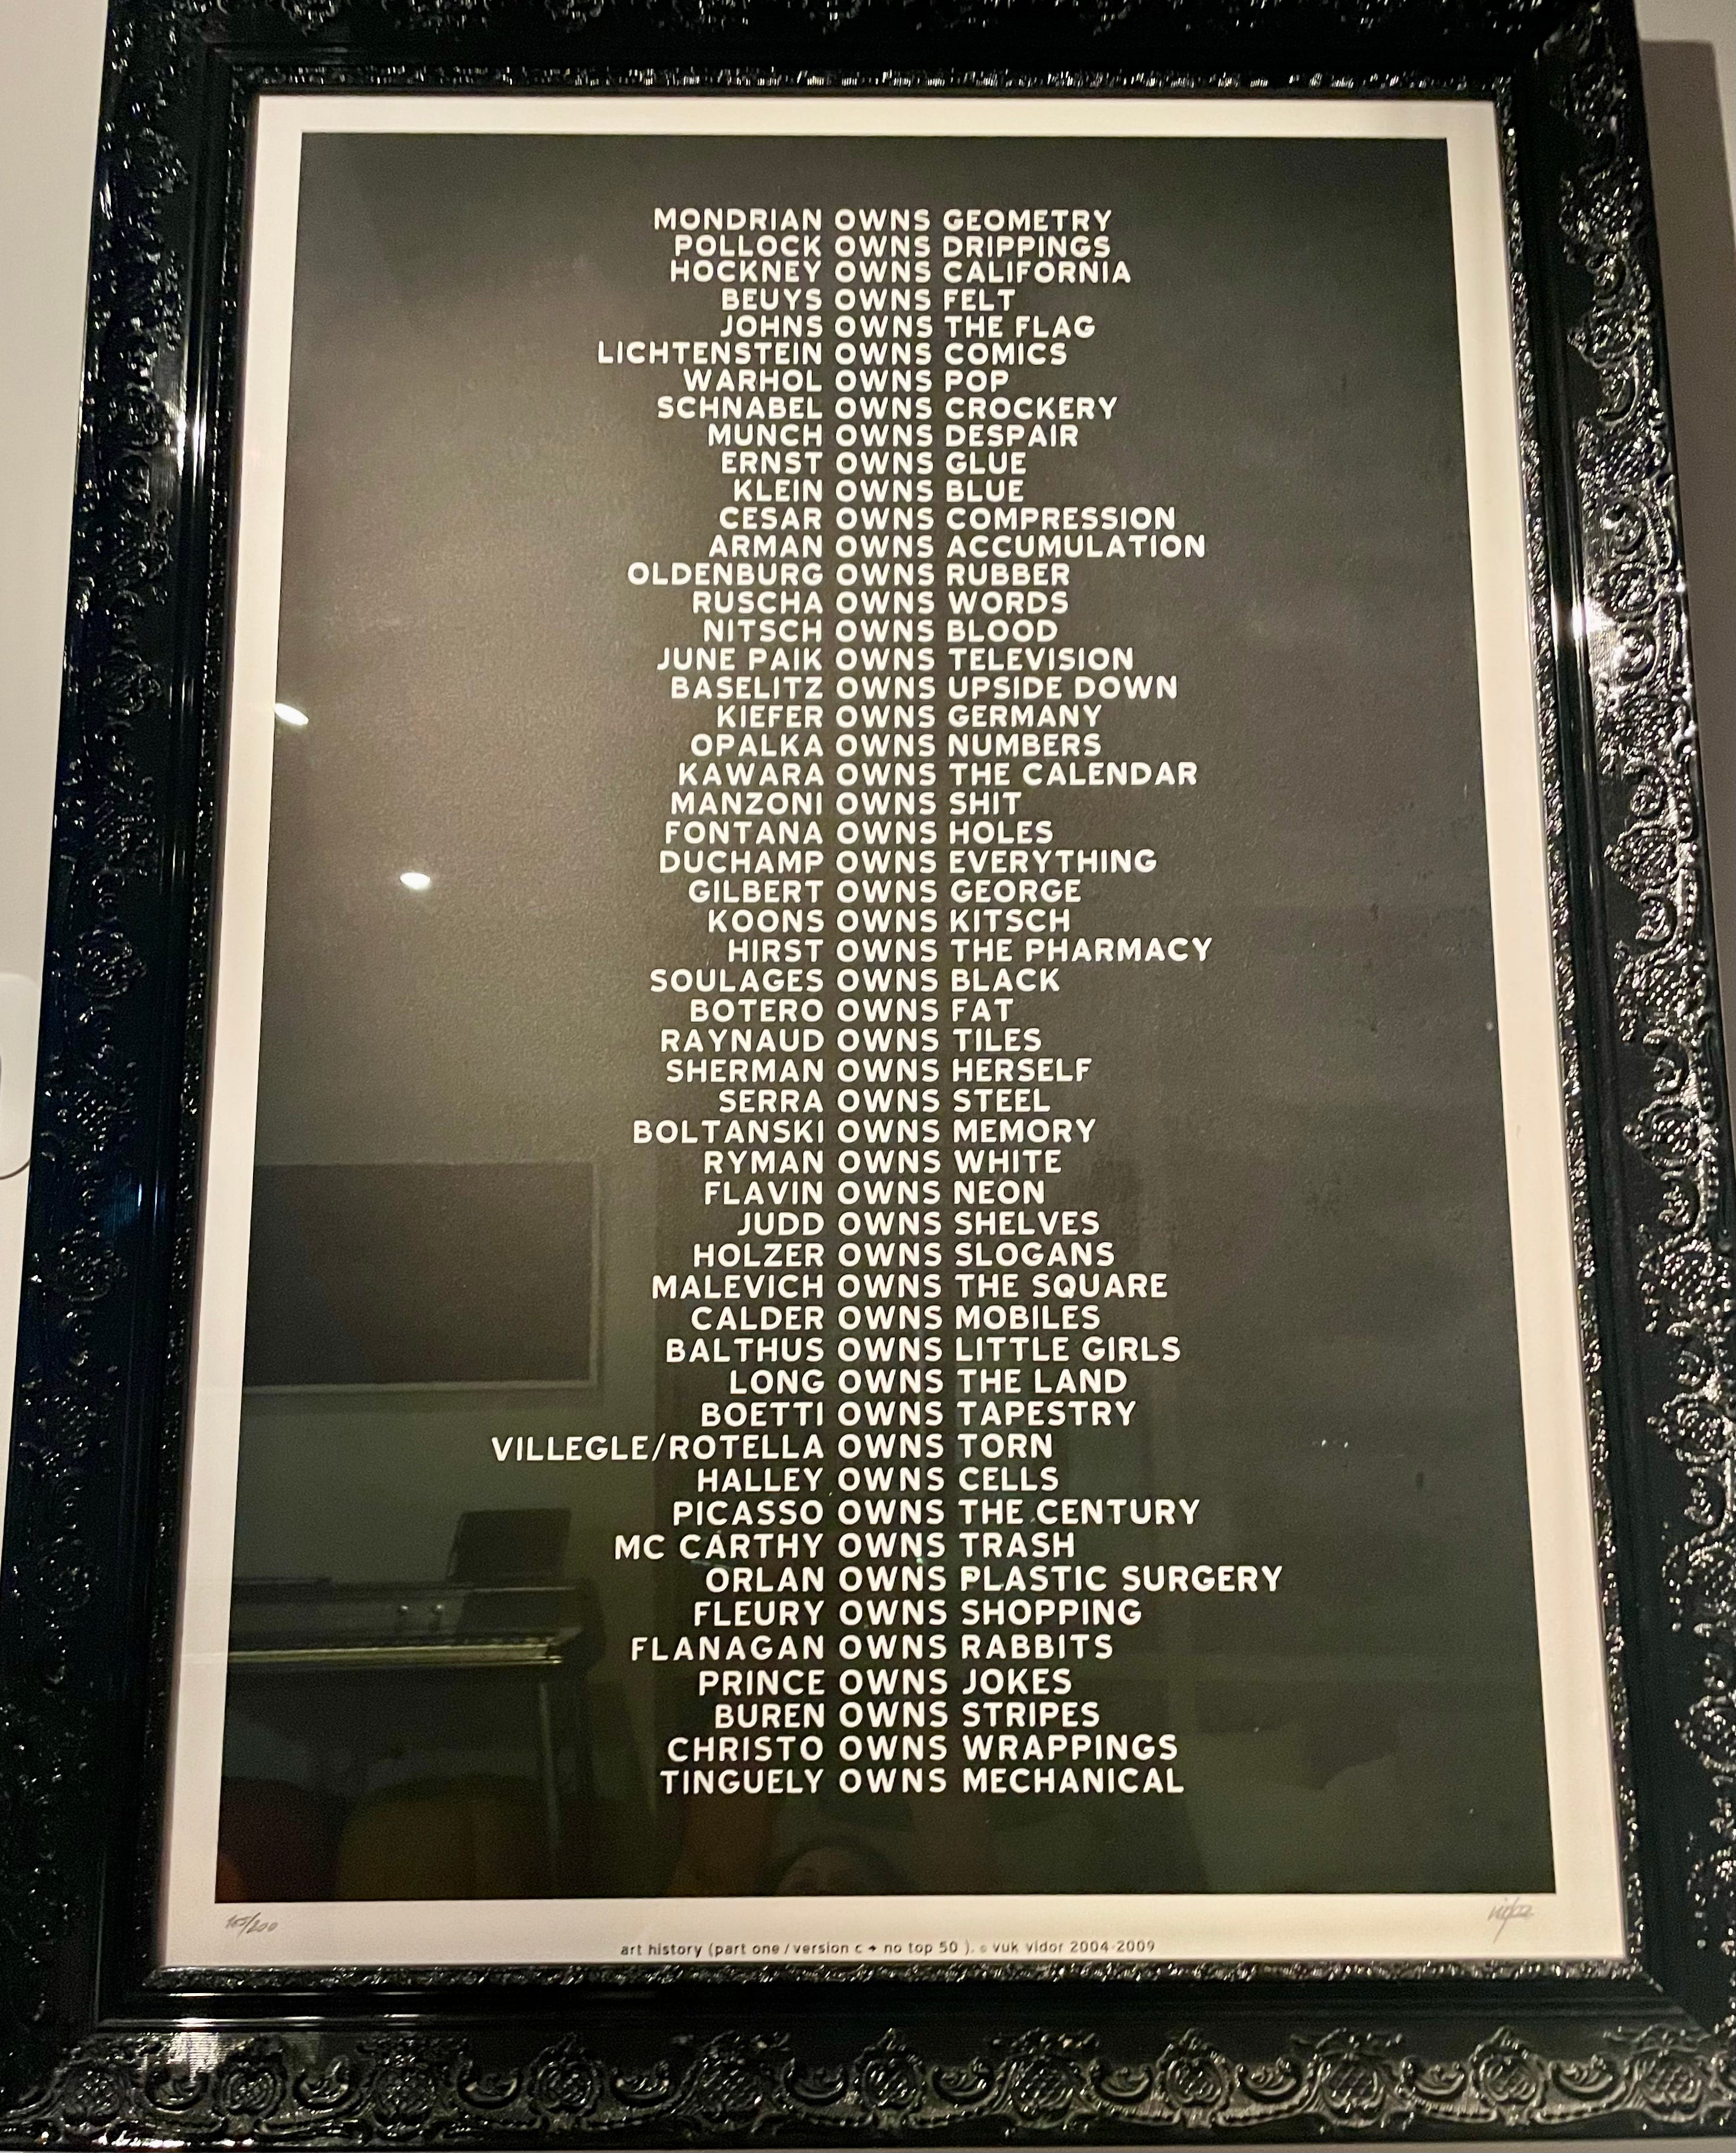 MONDRIAN OWNS GEOMETRY
POLLOCK OWNS DRIPPINGS
HOCKNEY OWNS CALIFORNIA
BEUYS OWNS FELT
JOHNS OWNS THE FLAG
LICHTENSTEIN OWNS COMICS
WARHOL OWNS POP
SCHNABEL OWNS CROCKERY
MUNCH OWNS DESPAIR
ERNST OWNS GLUE
KLEIN OWNS BLUE
CESAR OWNS COMPRESSION
ARMAN OWNS ACCUMULATION
OLDENBURG OWNS RUBBER
RUSCHA OWNS WORDS
NITSCH OWNS BLOOD
JUNE PAIK OWNS TELEVISION
BASELITZ OWNS UPSIDE DOWN
KIEFER OWNS GERMANY
OPALKA OWNS NUMBERS
KAWARA OWNS THE CALENDAR
MANZONI OWNS SHIT
FONTANA OWNS HOLES
DUCHAMP OWNS EVERYTHING
GILBERT OWNS GEORGE
KOONS OWNS KITSCH
HIRST OWNS THE PHARMACY
SOULAGES OWNS BLACK
BOTERO OWNS FAT
RAYNAUD OWNS TILES
SHERMAN OWNS HERSELF
SERRA OWNS STEEL
BOLTANSKI OWNS MEMORY
RYMAN OWNS WHITE
FLAVIN OWNS NEON
JUDD OWNS SHELVES
HOLZER OWNS SLOGANS
MALEVICH OWNS THE SQUARE
CALDER OWNS MOBILES
BALTHUS OWNS LITTLE GIRLS
LONG OWNS THE LAND
BOETTI OWNS TAPESTRY
VILLEGLE/ROTELLA OWNS TORN
HALLEY OWNS CELLS
PICASSO OWNS THE CENTURY
MC CARTHY OWNS TRASH
ORLAN OWNS PLASTIC SURGERY
FLEURY OWNS SHOPPING
FLANAGAN OWNS RABBITS
PRINCE OWNS JOKES
BUREN OWNS STRIPES
CHRISTO OWNS WRAPPINGS
TINGUELY OWNS MECHANICAL
art history (part one / version c → no top 50 ). © vuk vidor 2004-2009